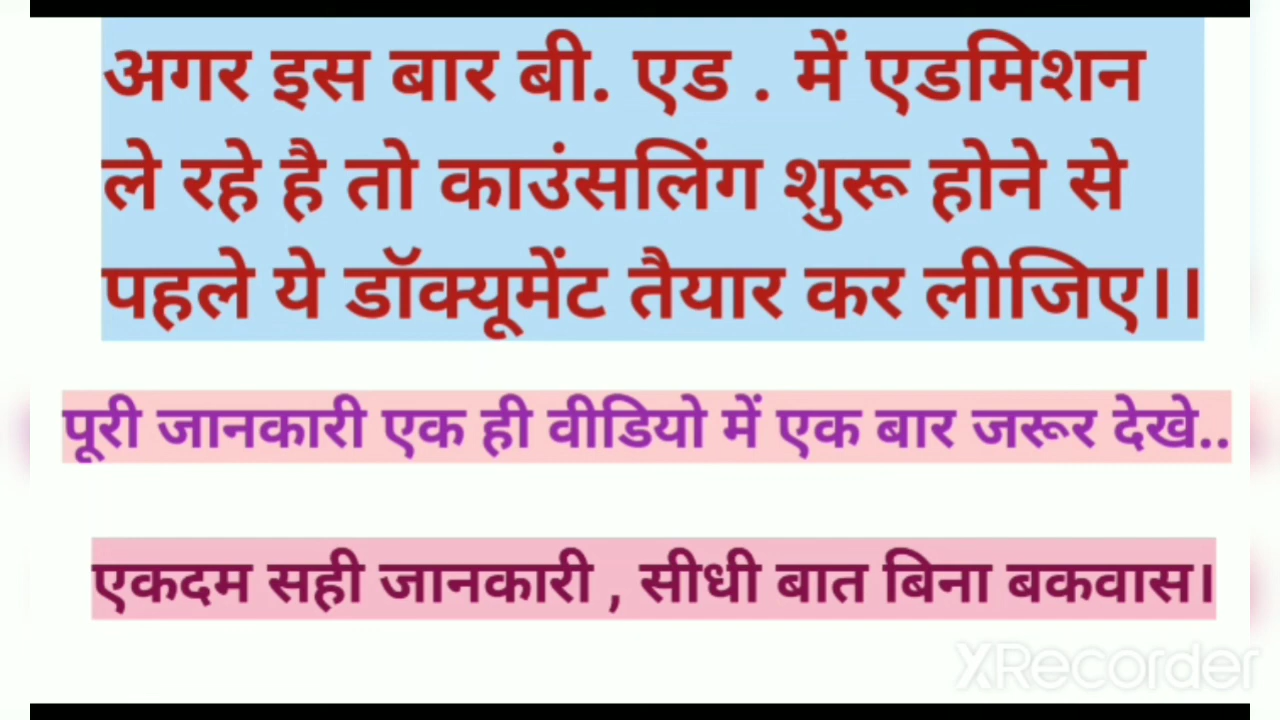 अगर इस बार बी. एड . में एडमिशन
ले रहे है तो काउंसलिंग शुरू होने से
पहले ये डॉक्यूमेंट तैयार कर लीजिए।।
पूरी जानकारी एक ही वीडियो में एक बार जरूर देखे..
एकदम सही जानकारी , सीधी बात बिना बकवास।
XRecorder